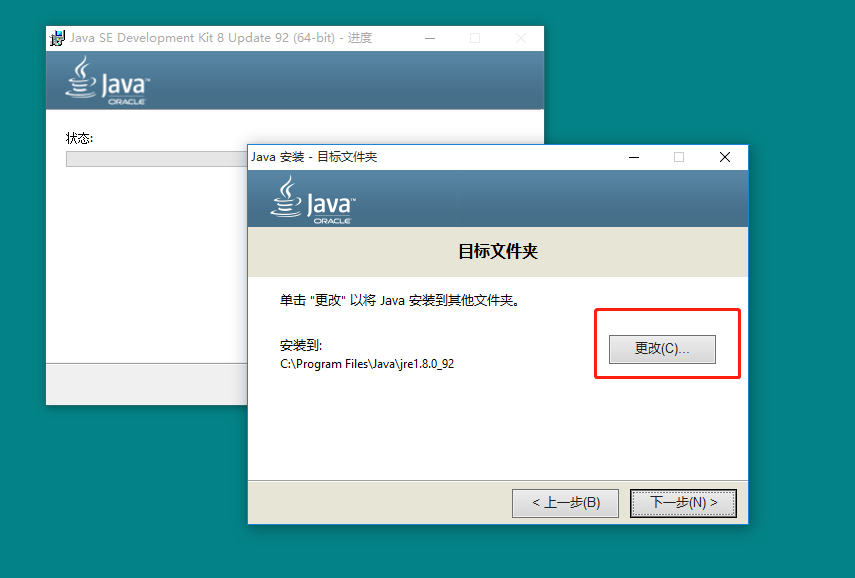 Java SE Development Kit 8 Update 92 (64-bit) - 进度
Java™
ORACLE
状态:
Java 安装 - 目标文件夹
Java™
ORACLE
目标文件夹
单击 "更改" 以将 Java 安装到其他文件夹。
安装到:
C:\Program Files\Java\jre1.8.0_92
更改(C)...
< 上一步(B)
下一步(N) >